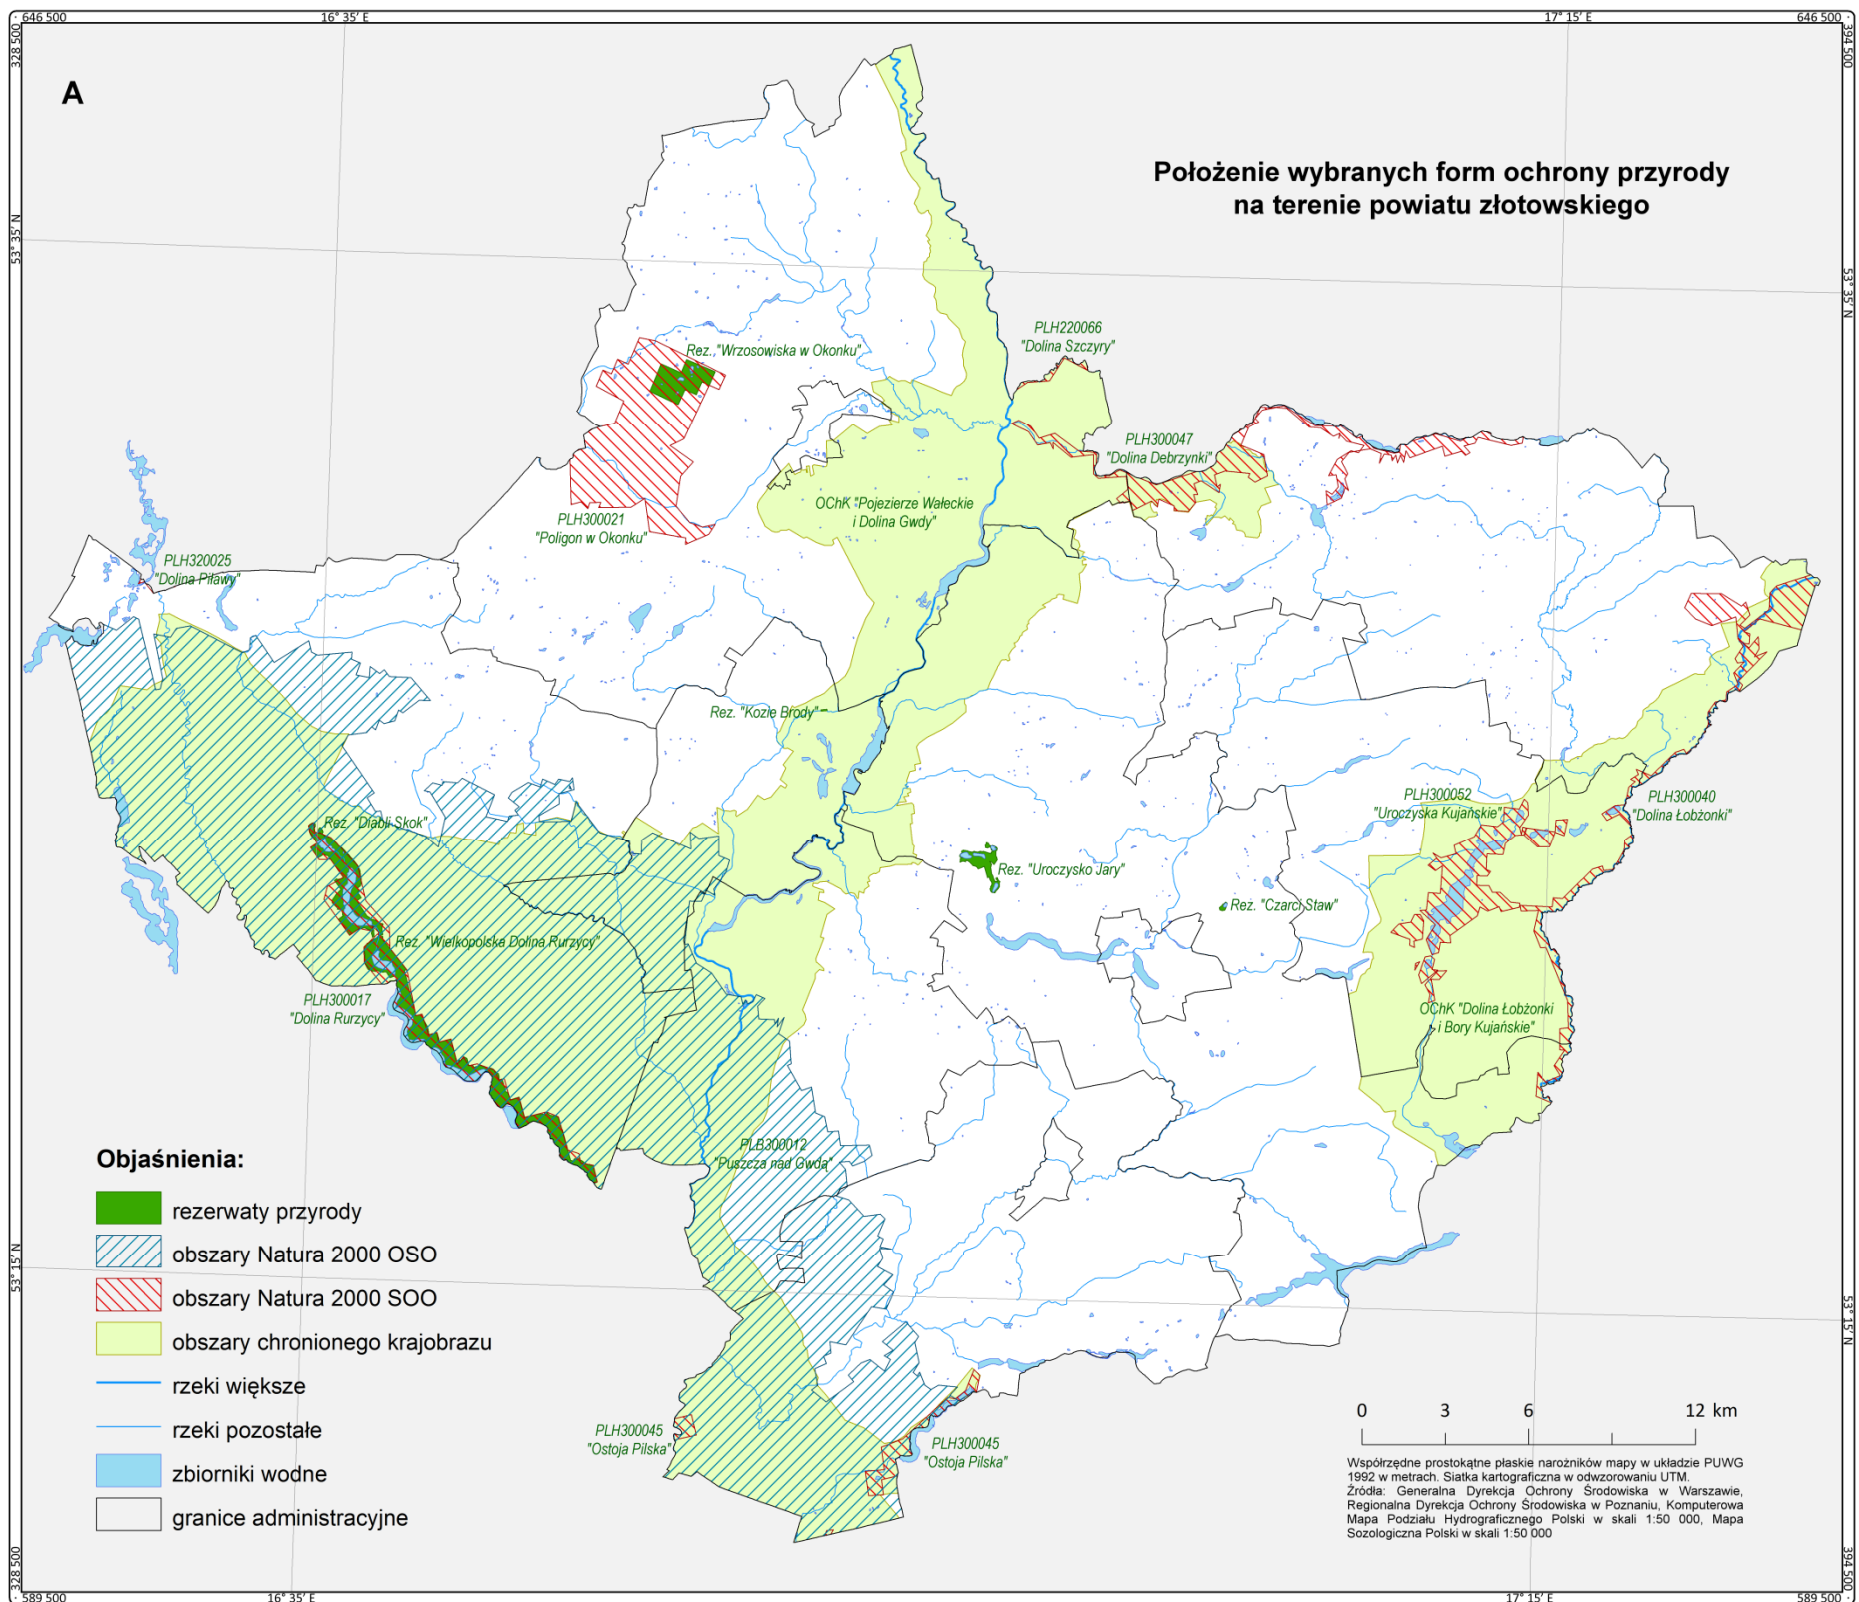 646 500
16° 35' E
17° 15' E
646 500
328 500
394 500
A
Położenie wybranych form ochrony przyrody
na terenie powiatu złotowskiego
53° 35' N
53° 35' N
PLH220066
"Dolina Szczyry"
Rez. "Wrzosowiska w Okonku"
PLH300047
"Dolina Debrzynki"
OChK "Pojezierze Wałeckie
i Dolina Gwdy"
PLH300021
"Poligon w Okonku"
PLH320025
"Dolina Piławy"
Rez. "Kozie Brody"
PLH300052
"Uroczyska Kujańskie"
PLH300040
"Dolina Łobżonki"
Rez. "Diabli Skok"
Rez. "Uroczysko Jary"
Rez. "Czarci Staw"
Rez. "Wielkopolska Dolina Rurzycy"
PLH300017
"Dolina Rurzycy"
OChK "Dolina Łobżonki
i Bory Kujańskie"
PLB300012
"Puszcza nad Gwdą"
Objaśnienia:
rezerwaty przyrody
obszary Natura 2000 OSO
obszary Natura 2000 SOO
obszary chronionego krajobrazu
rzeki większe
rzeki pozostałe
zbiorniki wodne
granice administracyjne
53° 15' N
53° 15' N
PLH300045
"Ostoja Pilska"
PLH300045
"Ostoja Pilska"
0 3 6 12 km
Współrzędne prostokątne płaskie narożników mapy w układzie PUWG
1992 w metrach. Siatka kartograficzna w odwzorowaniu UTM.
Źródła: Generalna Dyrekcja Ochrony Środowiska w Warszawie,
Regionalna Dyrekcja Ochrony Środowiska w Poznaniu, Komputerowa
Mapa Podziału Hydrograficznego Polski w skali 1:50 000, Mapa
Sozologiczna Polski w skali 1:50 000
328 500
394 500
589 500
16° 35' E
17° 15' E
589 500